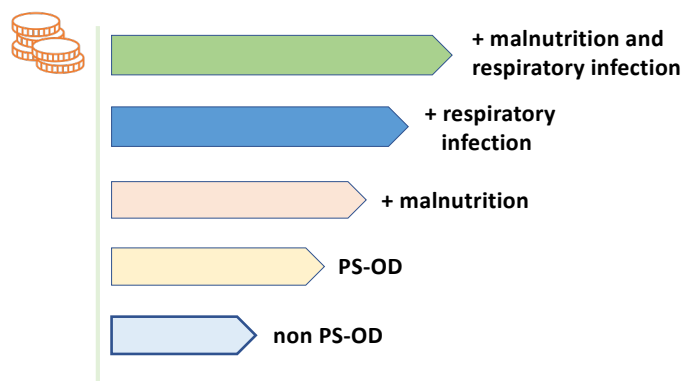 + malnutrition and
respiratory infection
+ respiratory
infection
+ malnutrition
PS-OD
non PS-OD